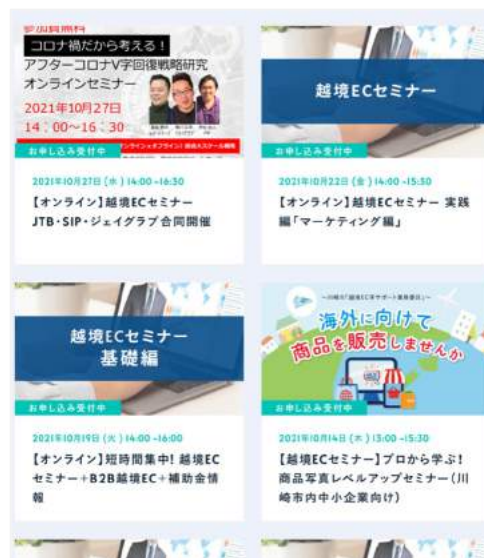 参加費無料
コロナ禍だから考える！
アフターコロナV字回復戦略研究
オンラインセミナー
2021年10月27日
14：00～16：30
お申し込み受付中
2021年10月27日 (水) 14:00 -16:30
【オンライン】越境ECセミナー
JTB・SIP・ジェイグラブ合同開催
越境ECセミナー
お申し込み受付中
2021年10月22日 (金) 14:00 -15:30
【オンライン】越境ECセミナー 実践
編「マーケティング編」
越境ECセミナー
基礎編
お申し込み受付中
2021年10月19日 (火) 14:00 -16:00
【オンライン】短時間集中! 越境EC
セミナー+B2B越境EC+補助金情
報
海外に向けて
商品を販売しませんか
お申し込み受付中
2021年10月14日 (木) 13:00 -15:30
【越境ECセミナー】プロから学ぶ!
商品写真レベルアップセミナー(川
崎市内中小企業向け)